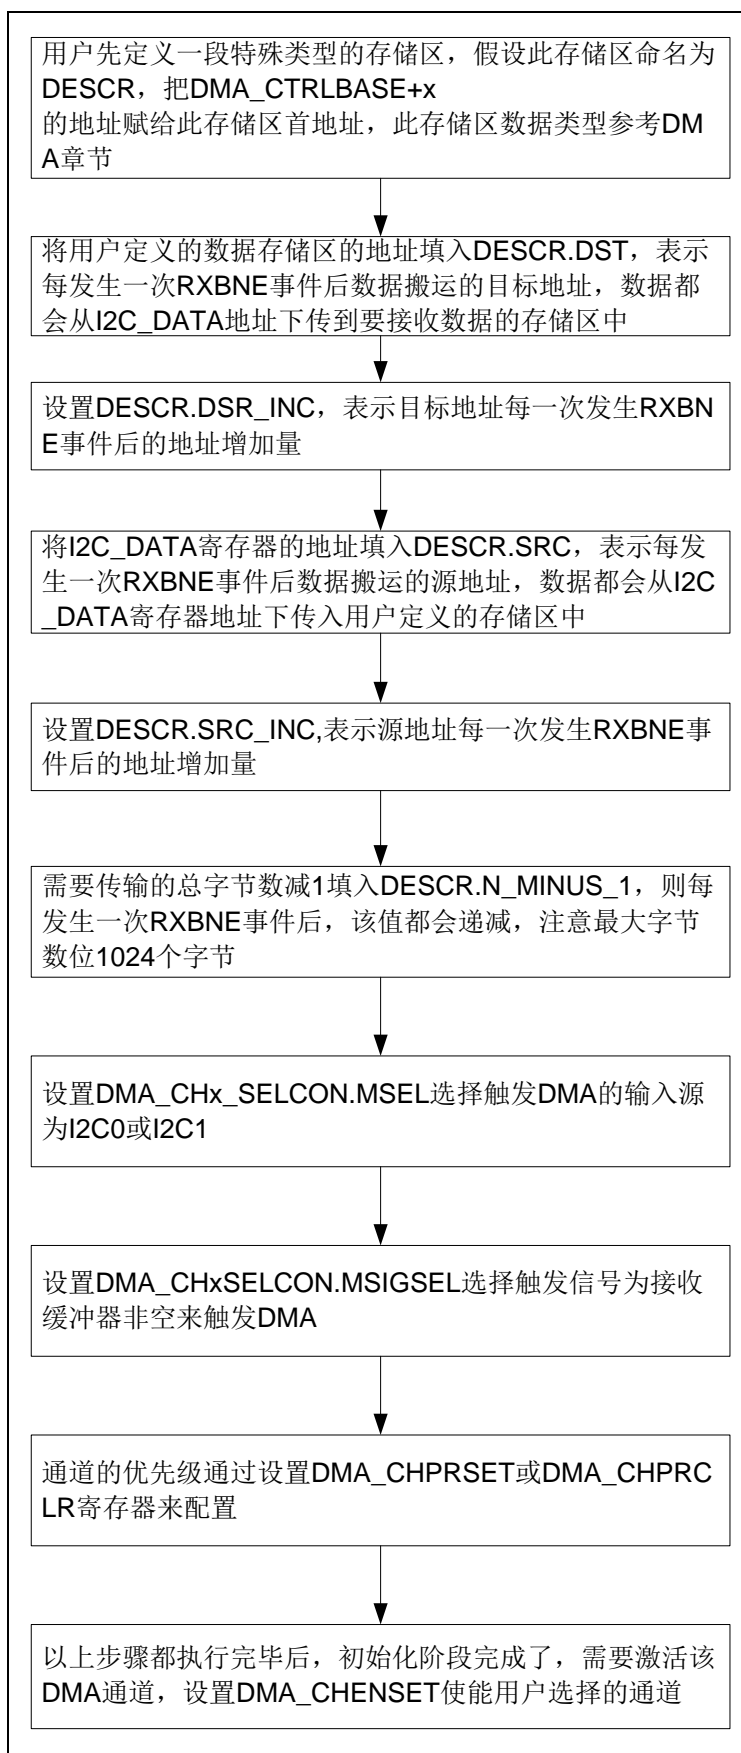 用户先定义一段特殊类型的存储区，假设此存储区命名为
DESCR，把DMA_CTRLBASE+x
的地址赋给此存储区首地址，此存储区数据类型参考DM
A章节
将用户定义的数据存储区的地址填入DESCR.DST，表示
每发生一次RXBNE事件后数据搬运的目标地址，数据都
会从I2C_DATA地址下传到要接收数据的存储区中
设置DESCR.DSR_INC，表示目标地址每一次发生RXBN
E事件后的地址增加量
将I2C_DATA寄存器的地址填入DESCR.SRC，表示每发
生一次RXBNE事件后数据搬运的源地址，数据都会从I2C
_DATA寄存器地址下传入用户定义的存储区中
设置DESCR.SRC_INC,表示源地址每一次发生RXBNE事
件后的地址增加量
需要传输的总字节数减1填入DESCR.N_MINUS_1，则每
发生一次RXBNE事件后，该值都会递减，注意最大字节
数位1024个字节
设置DMA_CHx_SELCON.MSEL选择触发DMA的输入源
为I2C0或I2C1
设置DMA_CHxSELCON.MSIGSEL选择触发信号为接收
缓冲器非空来触发DMA
通道的优先级通过设置DMA_CHPRSET或DMA_CHPRC
LR寄存器来配置
以上步骤都执行完毕后，初始化阶段完成了，需要激活该
DMA通道，设置DMA_CHENSET使能用户选择的通道